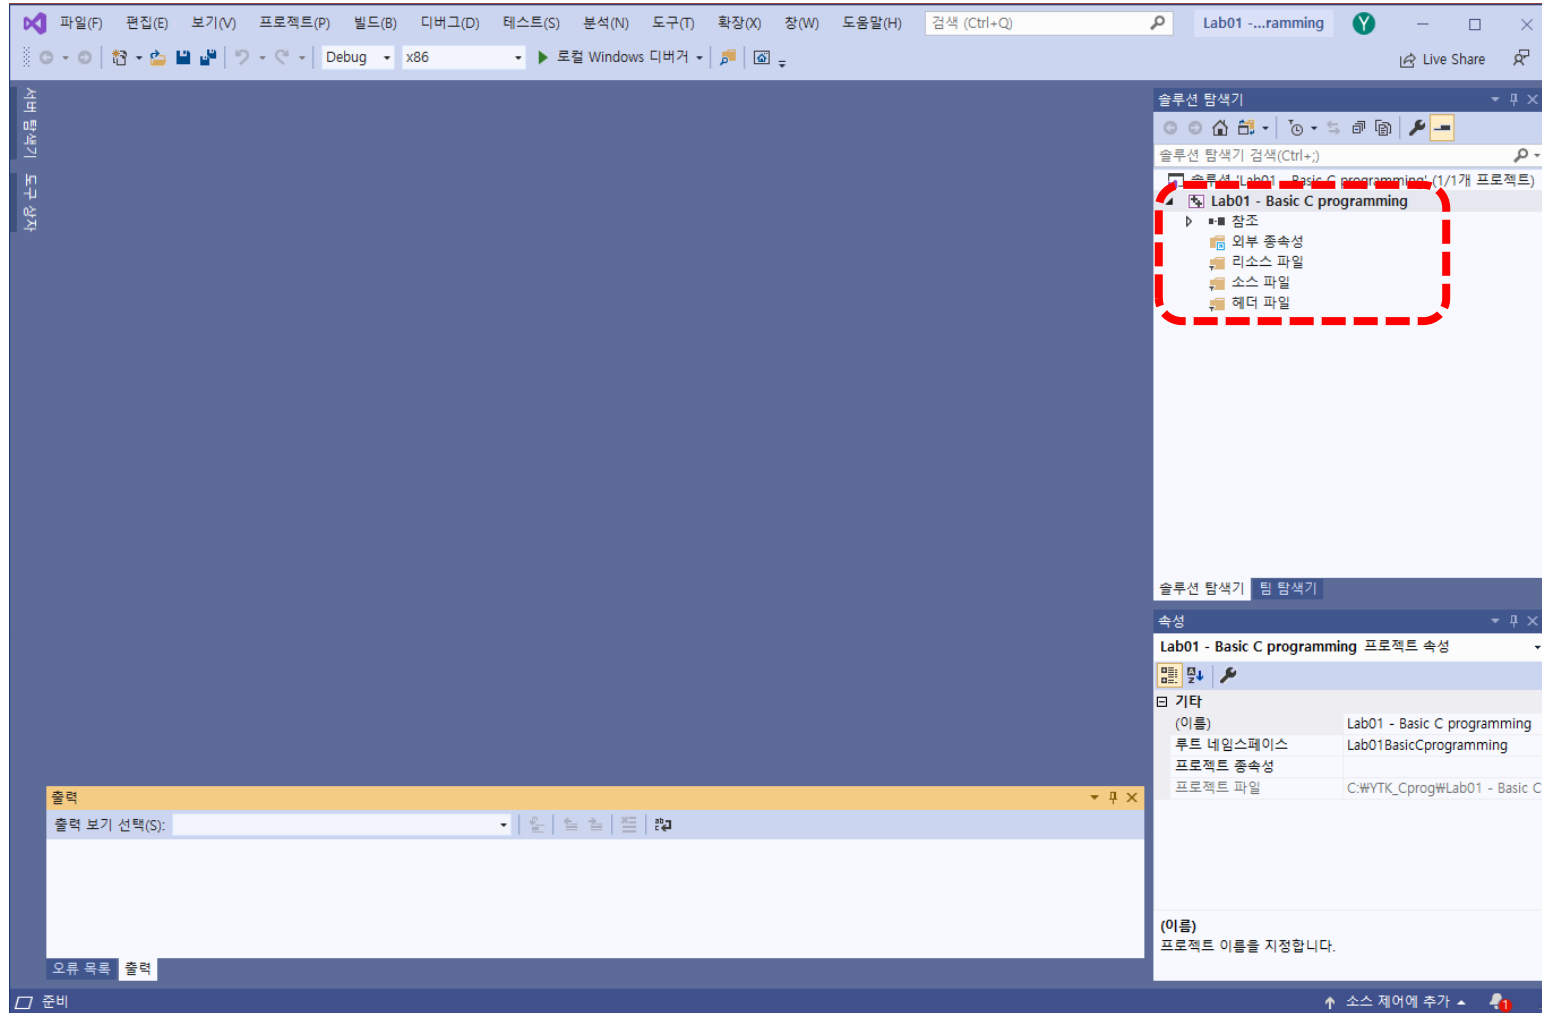 파일(F) 편집(E) 보기(V) 프로젝트(P) 빌드(B) 디버그(D) 테스트(S) 분석(N) 도구(T) 확장(X) 창(W) 도움말(H) 검색 (Ctrl+Q) Lab01 -...ramming Y
Debug x86 로컬 Windows 디버거 Live Share
서버 탐색기
도구 상자
솔루션 탐색기
솔루션 탐색기 검색(Ctrl+;)
솔루션 'Lab01 - Basic C programming' (1/1개 프로젝트)
Lab01 - Basic C programming
참조
외부 종속성
리소스 파일
소스 파일
헤더 파일
솔루션 탐색기 팀 탐색기
속성
Lab01 - Basic C programming 프로젝트 속성
기타
(이름) Lab01 - Basic C programming
루트 네임스페이스 Lab01BasicCprogramming
프로젝트 종속성
프로젝트 파일 C:₩YTK_Cprog₩Lab01 - Basic C
(이름)
프로젝트 이름을 지정합니다.
출력
출력 보기 선택(S):
오류 목록 출력
준비 소스 제어에 추가 1